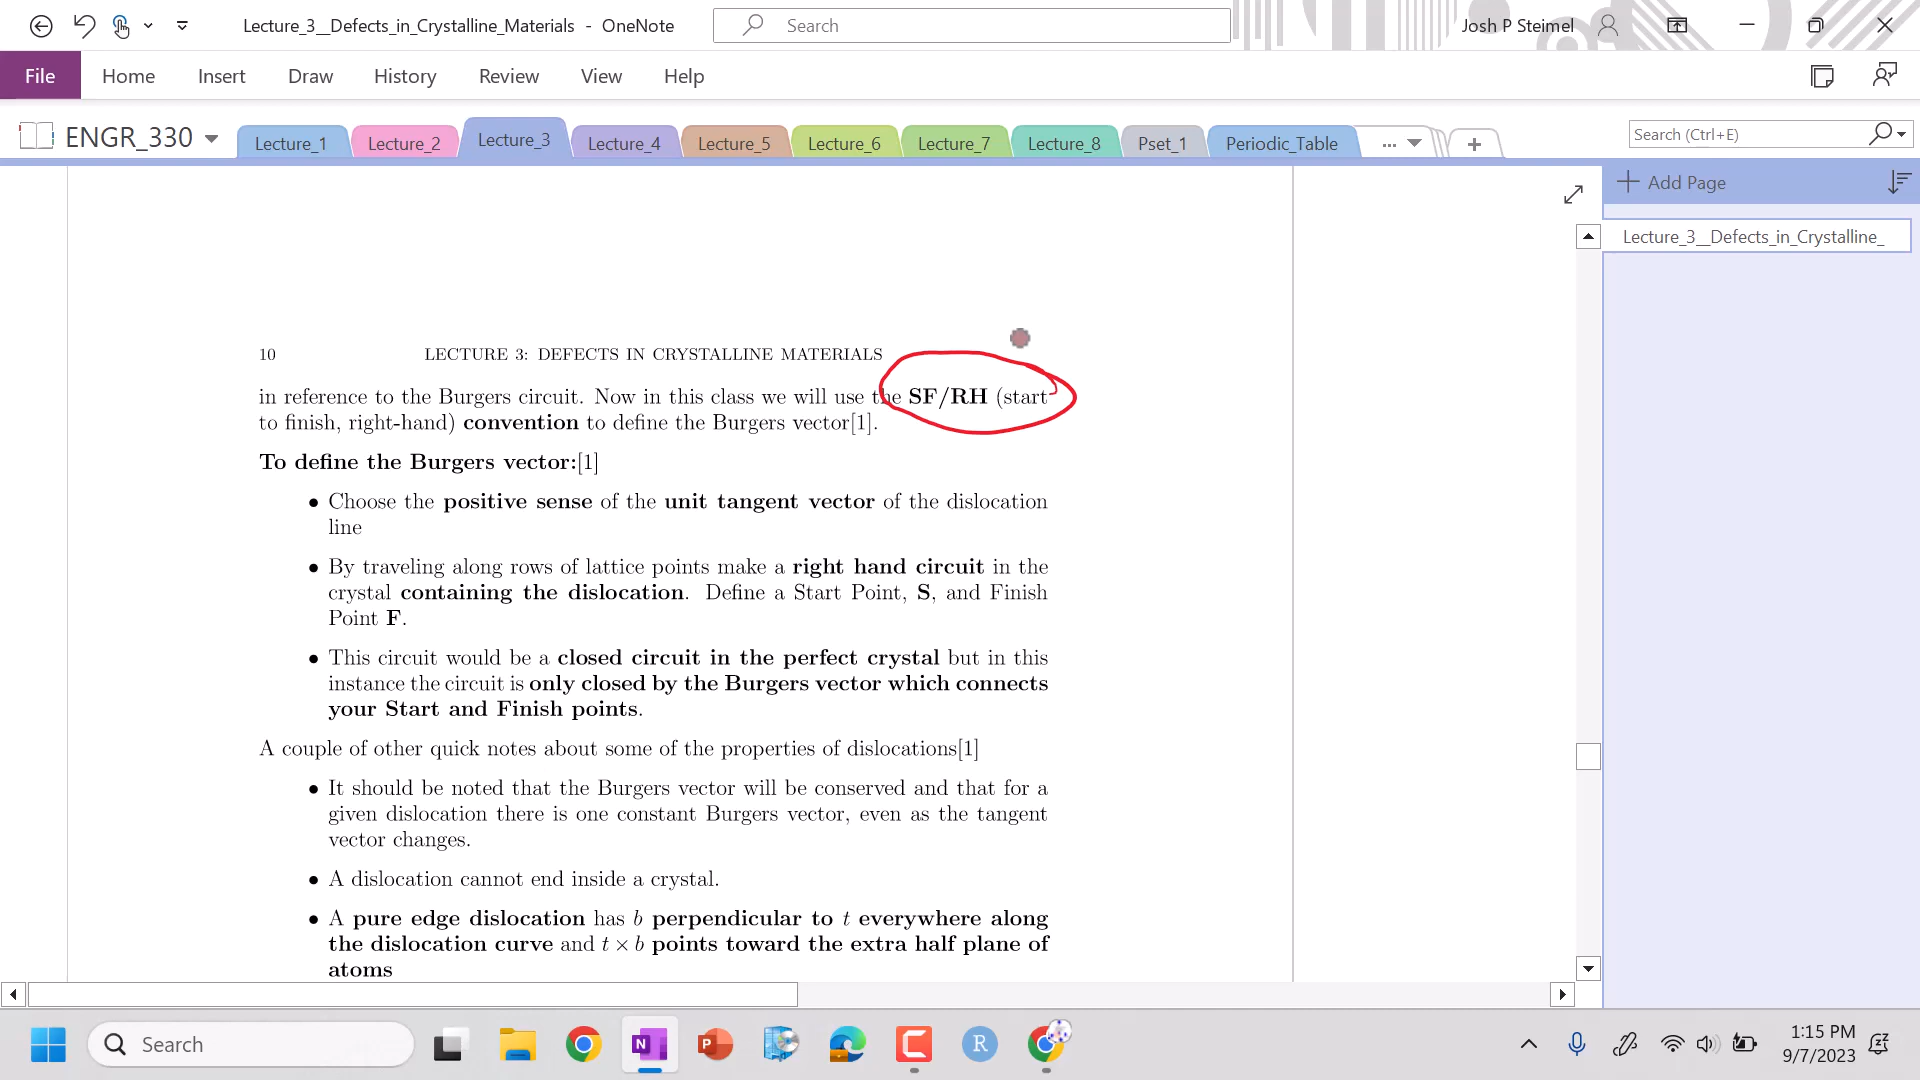 Lecture_3__Defects_in_Crystalline_Materials - OneNote
Search
Josh P Steimel
File Home Insert Draw History Review View Help
ENGR_330
Lecture_1 Lecture_2 Lecture_3 Lecture_4 Lecture_5 Lecture_6 Lecture_7 Lecture_8 Pset_1 Periodic_Table ...
Search (Ctrl+E)
Add Page
Lecture_3__Defects_in_Crystalline_
10 LECTURE 3: DEFECTS IN CRYSTALLINE MATERIALS
in reference to the Burgers circuit. Now in this class we will use the SF/RH (start
to finish, right-hand) convention to define the Burgers vector[1].
To define the Burgers vector:[1]
• Choose the positive sense of the unit tangent vector of the dislocation
line
• By traveling along rows of lattice points make a right hand circuit in the
crystal containing the dislocation. Define a Start Point, S, and Finish
Point F.
• This circuit would be a closed circuit in the perfect crystal but in this
instance the circuit is only closed by the Burgers vector which connects
your Start and Finish points.
A couple of other quick notes about some of the properties of dislocations[1]
• It should be noted that the Burgers vector will be conserved and that for a
given dislocation there is one constant Burgers vector, even as the tangent
vector changes.
• A dislocation cannot end inside a crystal.
• A pure edge dislocation has b perpendicular to t everywhere along
the dislocation curve and t × b points toward the extra half plane of
atoms
Search
1:15 PM
9/7/2023